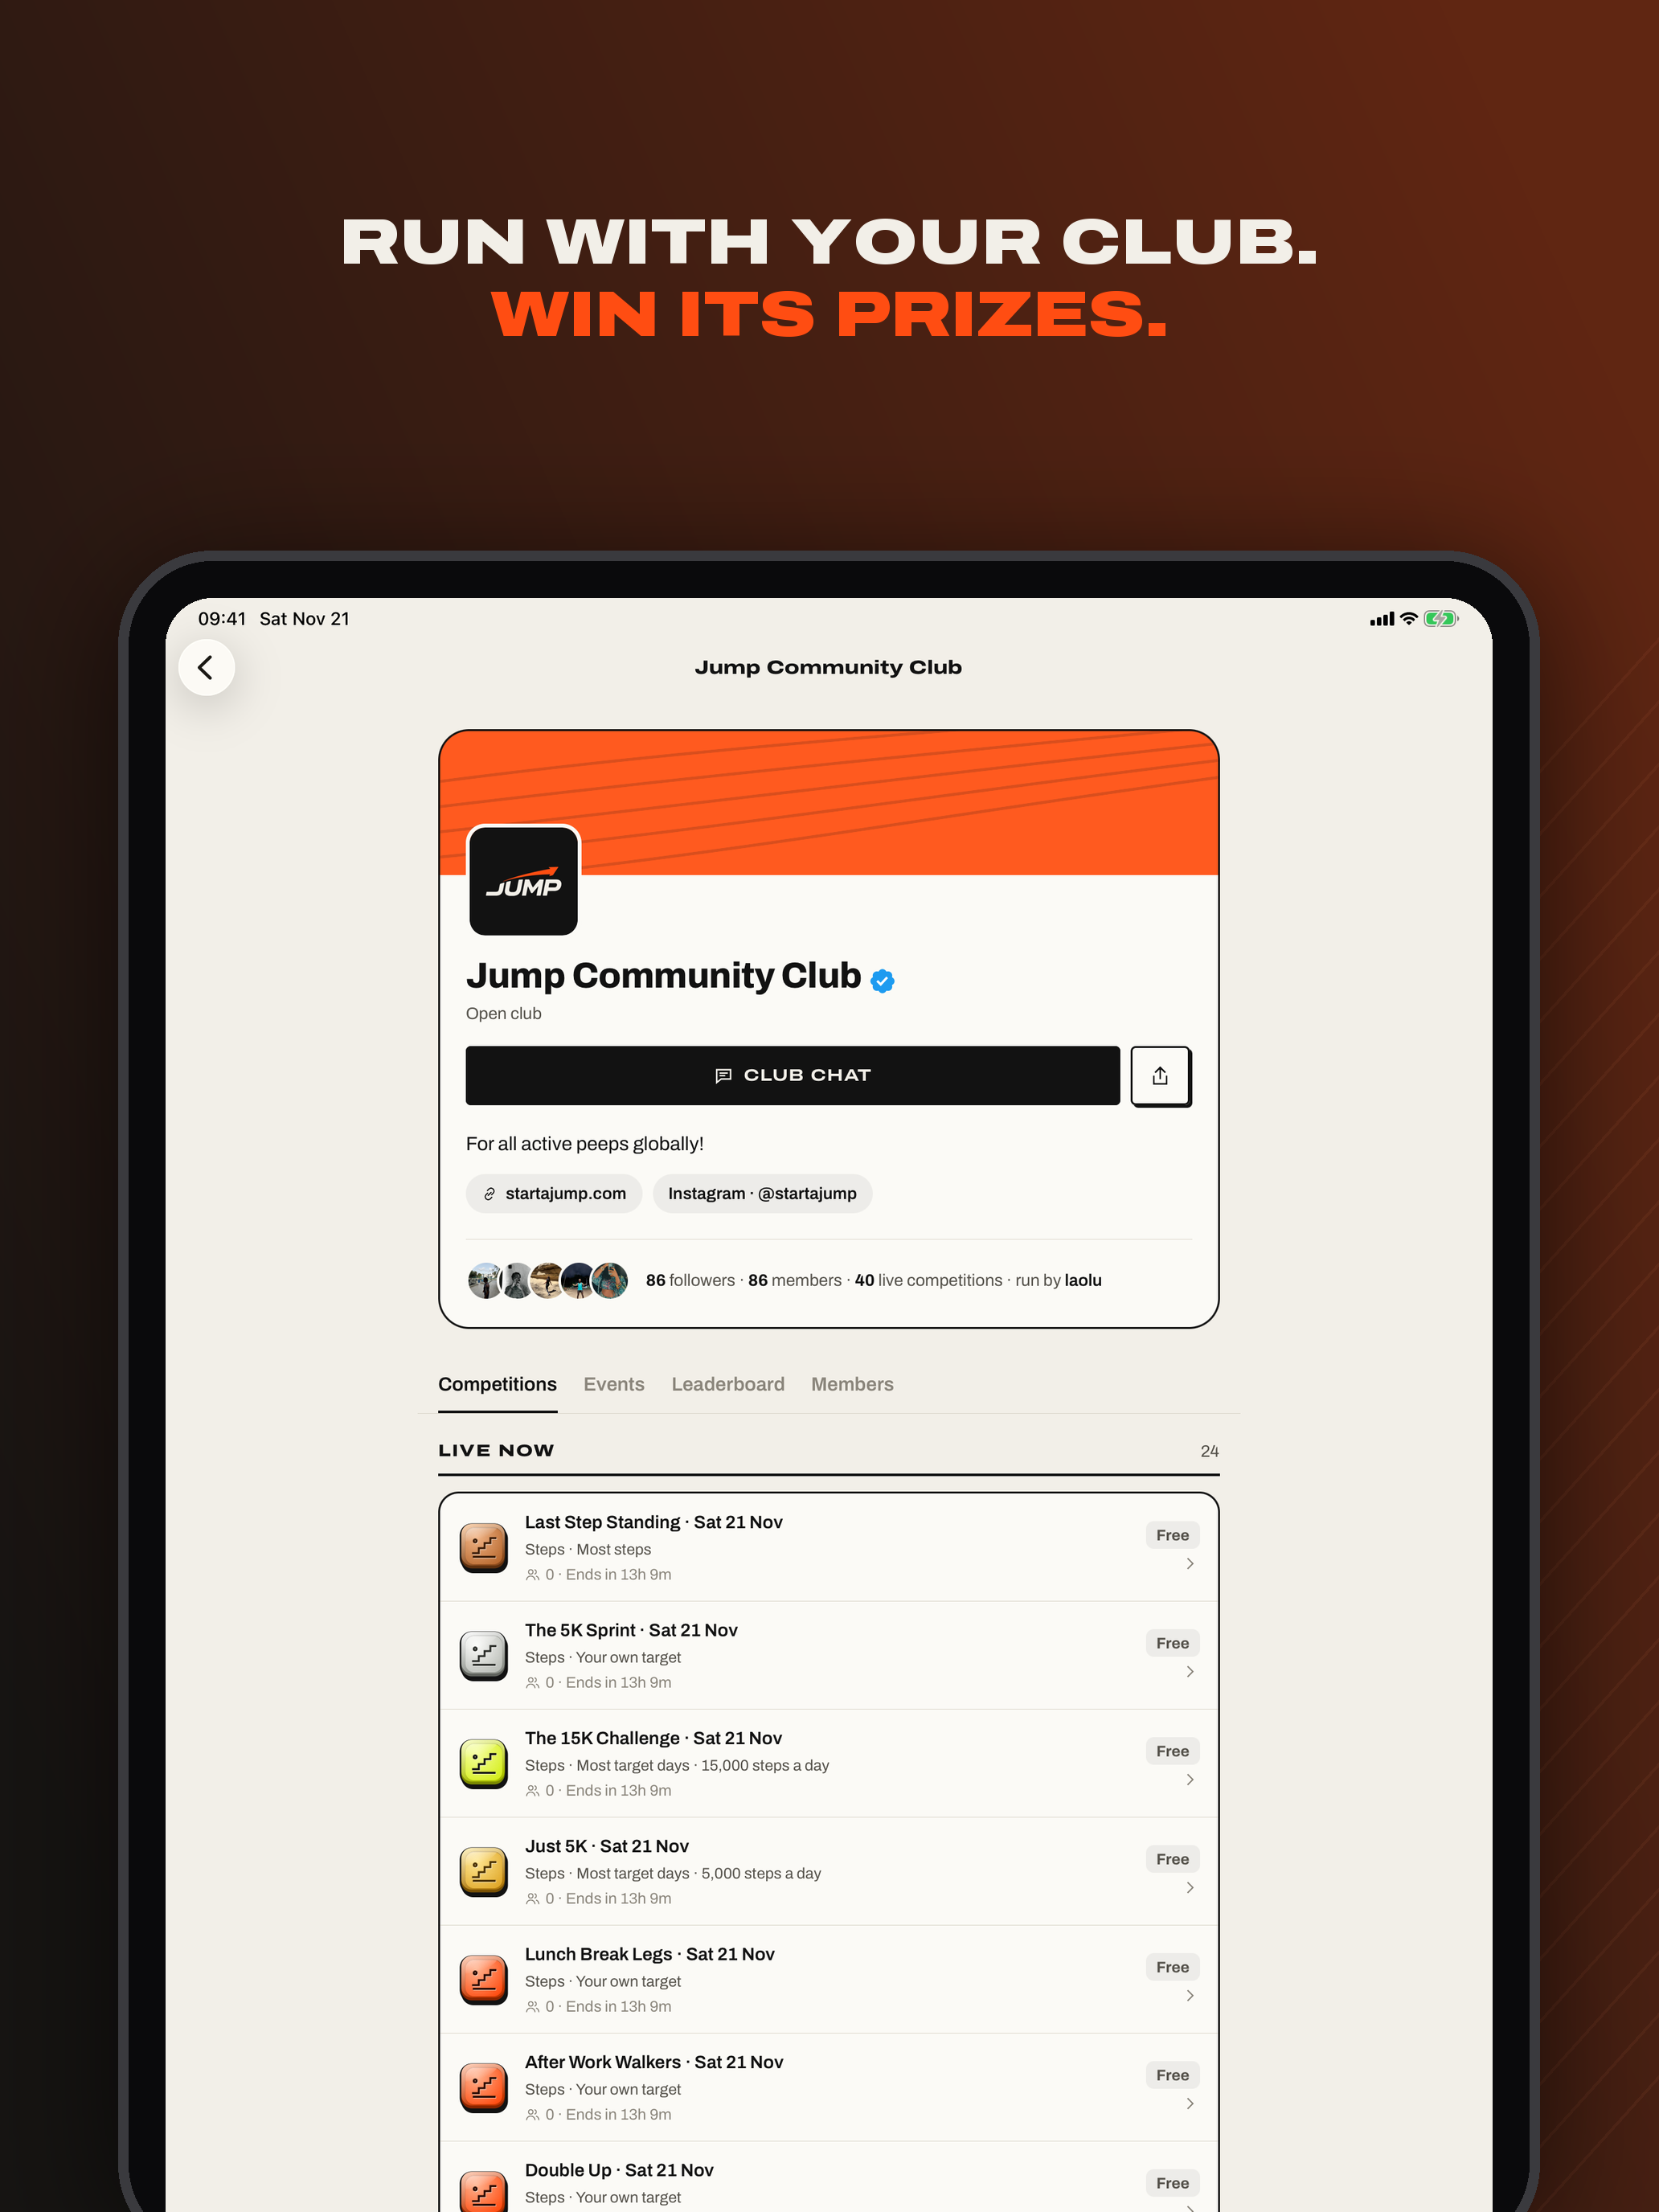 RUN WITH YOUR CLUB.
WIN ITS PRIZES.
09:41 Sat Nov 21
Jump Community Club
JUMP
Jump Community Club
Open club
CLUB CHAT
For all active peeps globally!
startajump.com Instagram · @startajump
86 followers · 86 members · 40 live competitions · run by laolu
Competitions Events Leaderboard Members
LIVE NOW 24
Last Step Standing · Sat 21 Nov
Free
Steps · Most steps
0 · Ends in 13h 9m
The 5K Sprint · Sat 21 Nov
Free
Steps · Your own target
0 · Ends in 13h 9m
The 15K Challenge · Sat 21 Nov
Free
Steps · Most target days · 15,000 steps a day
0 · Ends in 13h 9m
Just 5K · Sat 21 Nov
Free
Steps · Most target days · 5,000 steps a day
0 · Ends in 13h 9m
Lunch Break Legs · Sat 21 Nov
Free
Steps · Your own target
0 · Ends in 13h 9m
After Work Walkers · Sat 21 Nov
Free
Steps · Your own target
0 · Ends in 13h 9m
Double Up · Sat 21 Nov
Free
Steps · Your own target